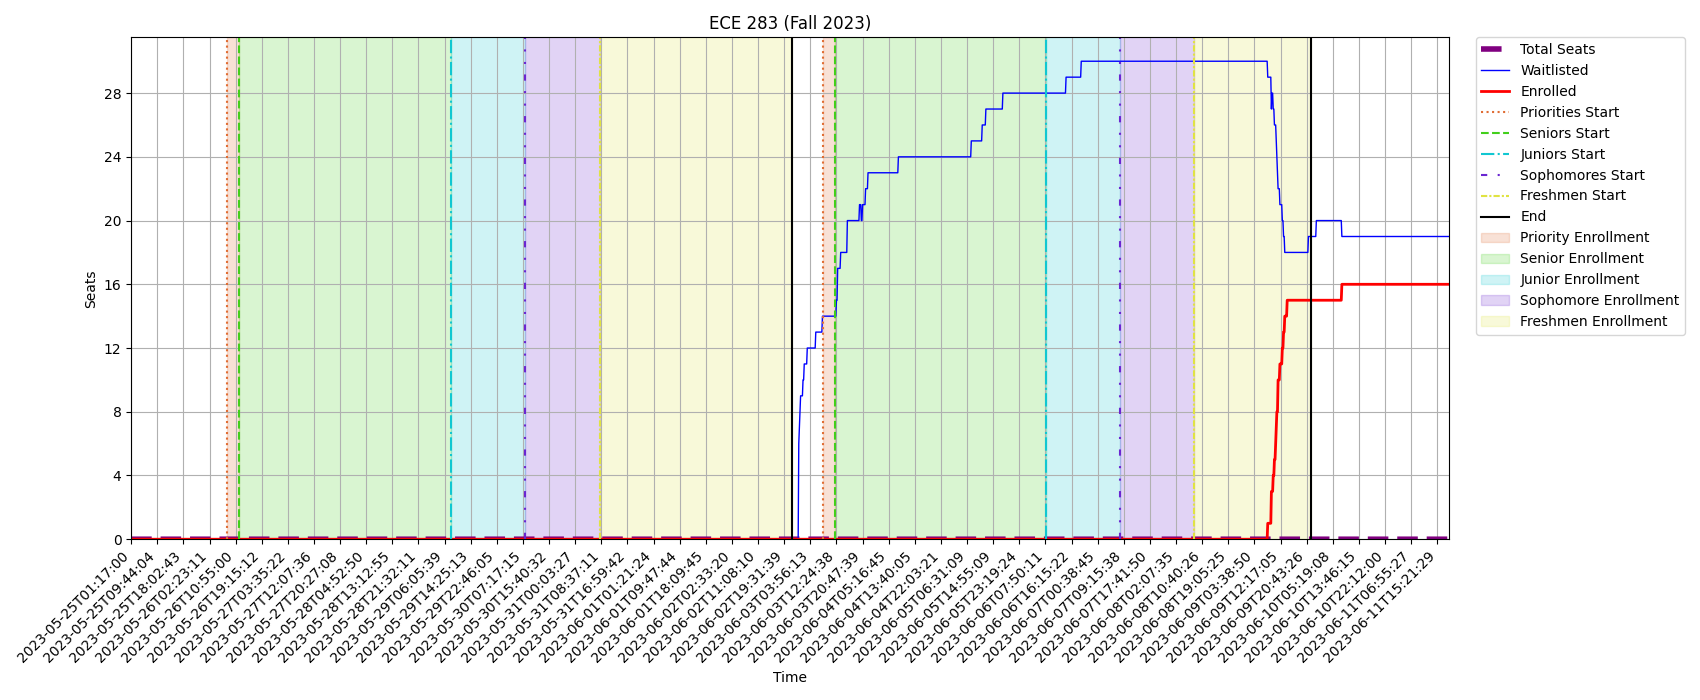 ECE 283 (Fall 2023)
Seats
28
24
20
16
12
8
4
0
2023-05-25T01:17:00
2023-05-25T09:44:04
2023-05-25T18:02:43
2023-05-26T02:23:11
2023-05-26T10:55:00
2023-05-26T19:15:12
2023-05-27T03:35:22
2023-05-27T12:07:36
2023-05-27T20:27:08
2023-05-28T04:52:50
2023-05-28T13:12:55
2023-05-28T21:32:11
2023-05-29T06:05:39
2023-05-29T14:25:13
2023-05-29T22:46:05
2023-05-30T07:17:15
2023-05-30T15:40:32
2023-05-31T00:03:27
2023-05-31T08:37:11
2023-05-31T16:59:42
2023-06-01T01:21:24
2023-06-01T09:47:44
2023-06-01T18:09:45
2023-06-02T02:33:20
2023-06-02T11:08:10
2023-06-02T19:31:39
2023-06-03T03:56:13
2023-06-03T12:24:38
2023-06-03T20:47:39
2023-06-04T05:16:45
2023-06-04T13:40:05
2023-06-04T22:03:21
2023-06-05T06:31:09
2023-06-05T14:55:09
2023-06-05T23:19:24
2023-06-06T07:50:11
2023-06-06T16:15:22
2023-06-07T00:38:45
2023-06-07T09:15:38
2023-06-07T17:41:50
2023-06-08T02:07:35
2023-06-08T10:40:26
2023-06-08T19:05:25
2023-06-09T03:38:50
2023-06-09T12:17:05
2023-06-09T20:43:26
2023-06-10T05:19:08
2023-06-10T13:46:15
2023-06-10T22:12:00
2023-06-11T06:55:27
2023-06-11T15:21:29
Time
Total Seats
Waitlisted
Enrolled
Priorities Start
Seniors Start
Juniors Start
Sophomores Start
Freshmen Start
End
Priority Enrollment
Senior Enrollment
Junior Enrollment
Sophomore Enrollment
Freshmen Enrollment